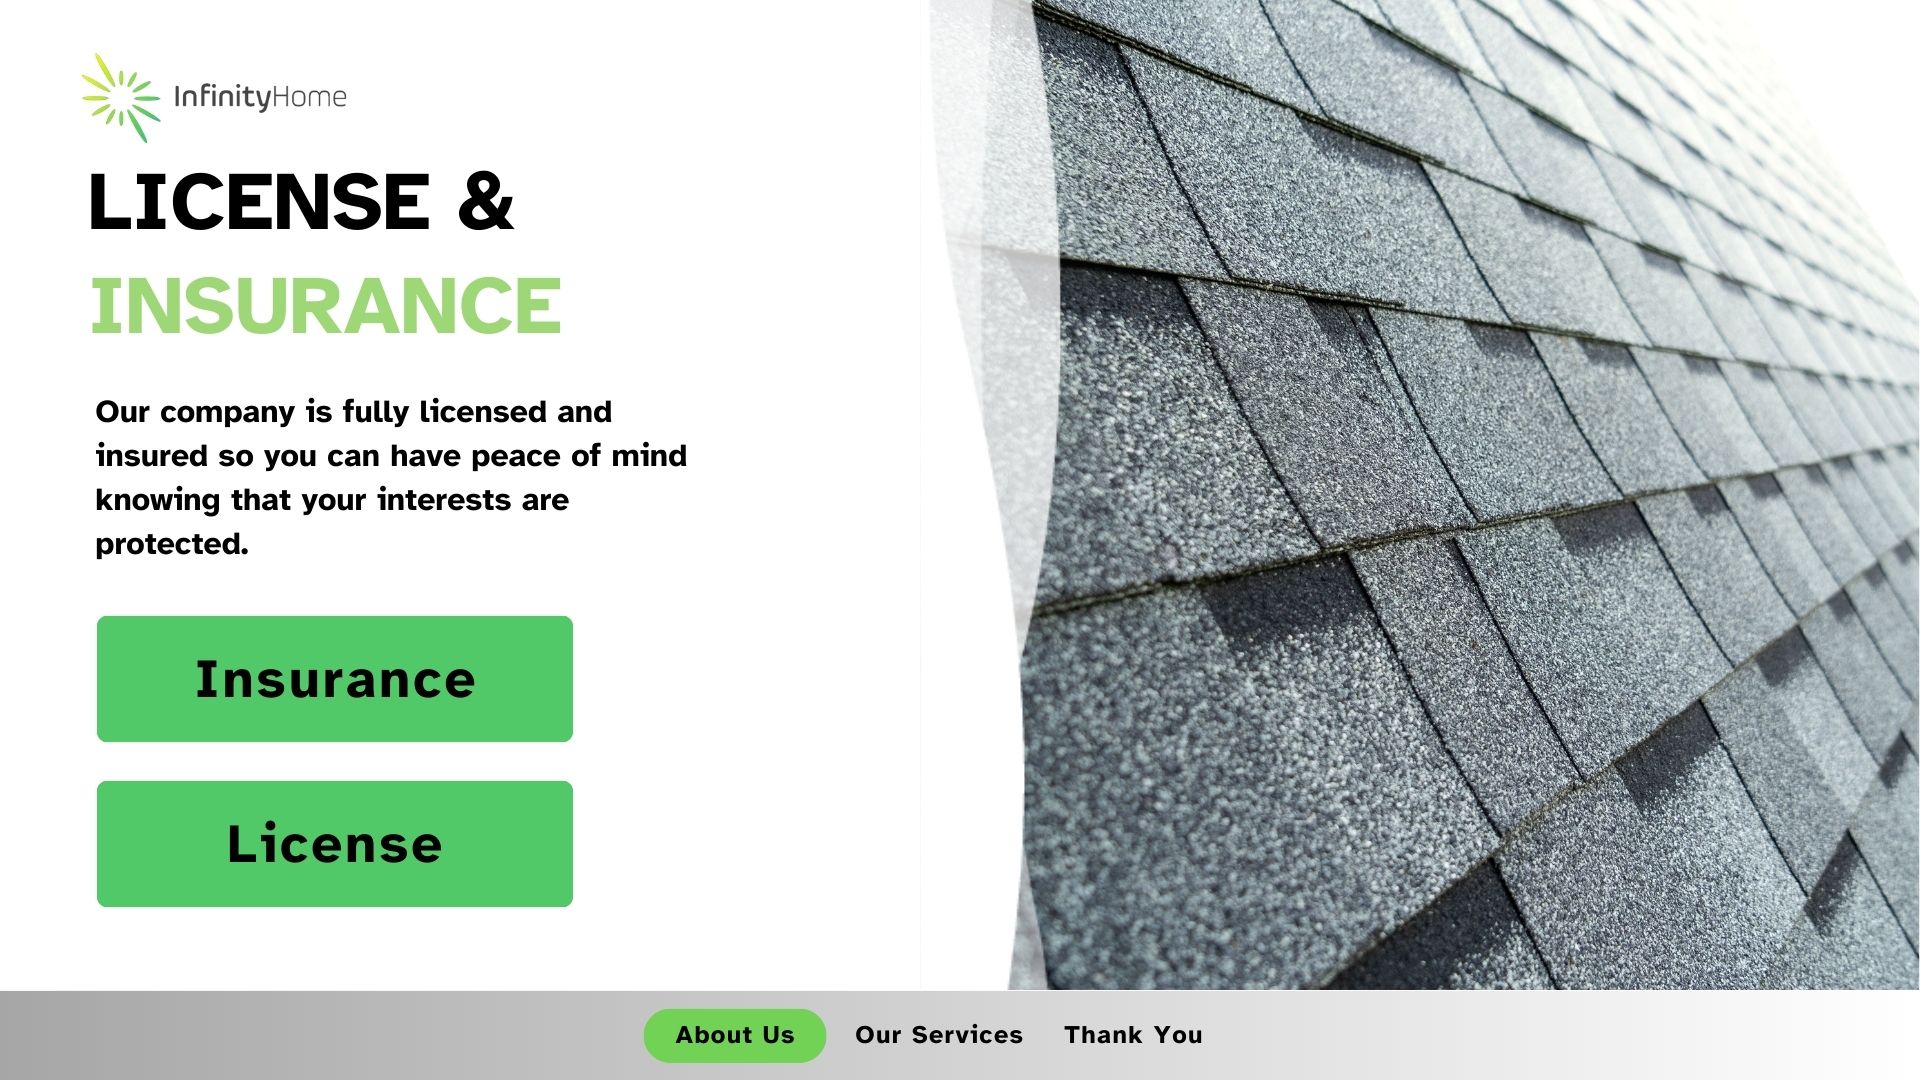 InfinityHome
LICENSE &
INSURANCE
Our company is fully licensed and
insured so you can have peace of mind
knowing that your interests are
protected.
Insurance
License
About Us
Our Services
Thank You